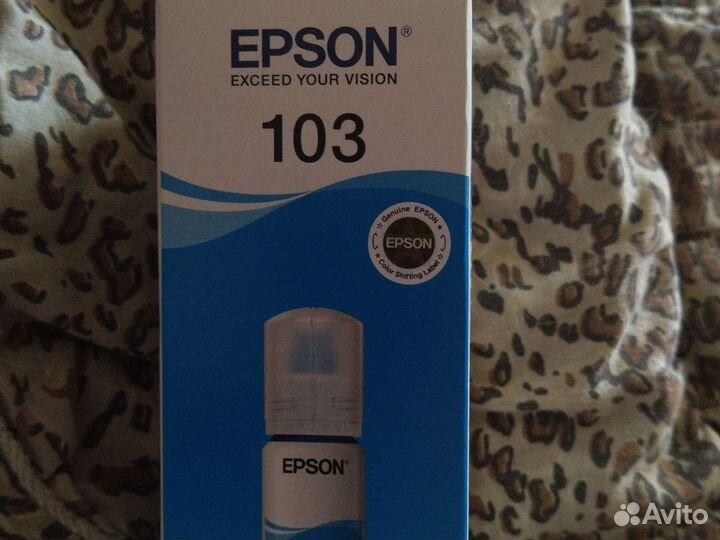 EPSON®
EXCEED YOUR VISION
103
Genuine EPSON
EPSON
Color Shifting Label
EPSON®
Avito